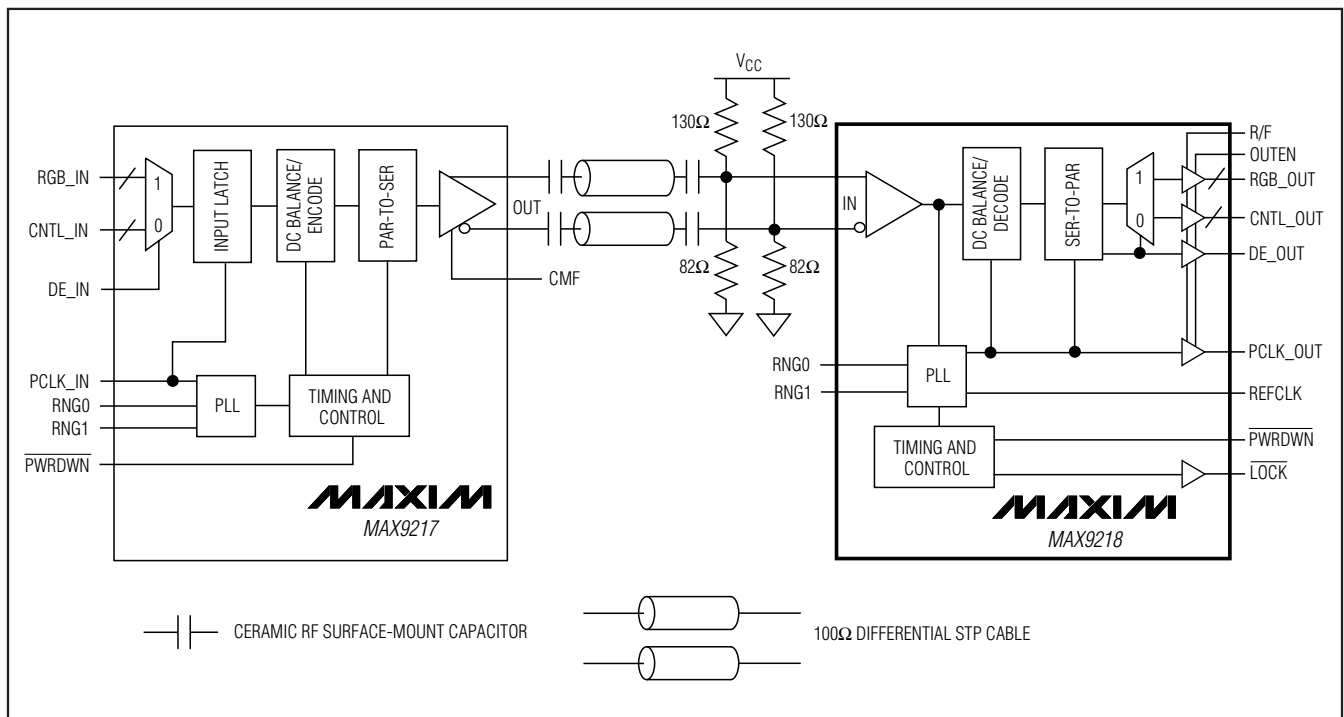 VCC
130Ω
130Ω
RGB_IN
CNTL_IN
DE_IN
PCLK_IN
RNG0
RNG1
PWRDWN
1
0
INPUT LATCH
DC BALANCE/
ENCODE
PAR-TO-SER
PLL
TIMING AND
CONTROL
MAXIM
MAX9217
OUT
CMF
82Ω
82Ω
RNG0
RNG1
IN
DC BALANCE/
DECODE
SER-TO-PAR
1
0
PLL
TIMING AND
CONTROL
MAXIM
MAX9218
R/F
OUTEN
RGB_OUT
CNTL_OUT
DE_OUT
PCLK_OUT
REFCLK
PWRDWN
LOCK
CERAMIC RF SURFACE-MOUNT CAPACITOR
100Ω DIFFERENTIAL STP CABLE